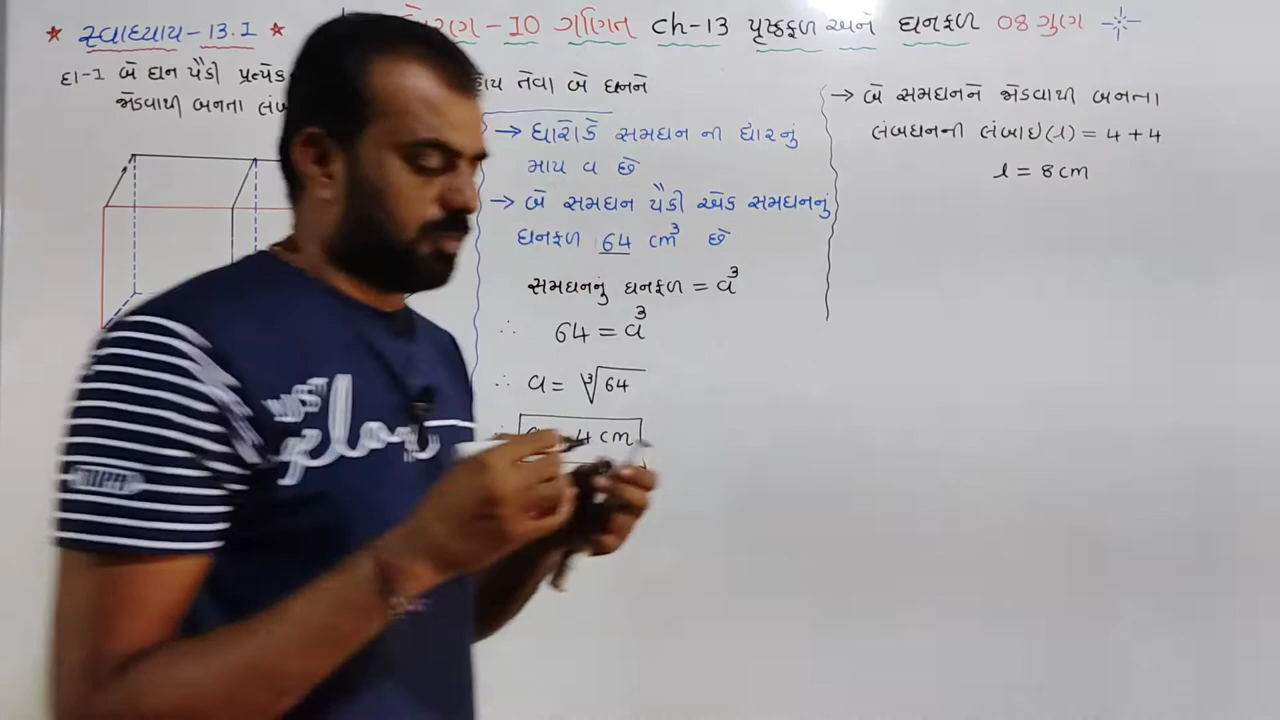 ★ સ્વાધ્યાય-13.1 ★
-10 ગણિત ch-13 પૃષ્ઠફળ અને ઘનફળ 08 ગુણ
દા-1 બે ઘન પૈકી પ્રત્યેક
હોય તેવા બે ઘનને
જોડવાથી બનતા
→ ધારોકે સમઘન ની ધારનું
માપ a છે
→ બે સમઘન પૈકી એક સમઘનનું
ઘનફળ 64 cm³ છે
સમઘનનું ઘનફળ = a³
∴ 64 = a³
∴ a = ∛64
4 cm
→ બે સમઘનને જોડવાથી બનતા
લંબઘનની લંબાઈ(l) = 4 + 4
l = 8 cm